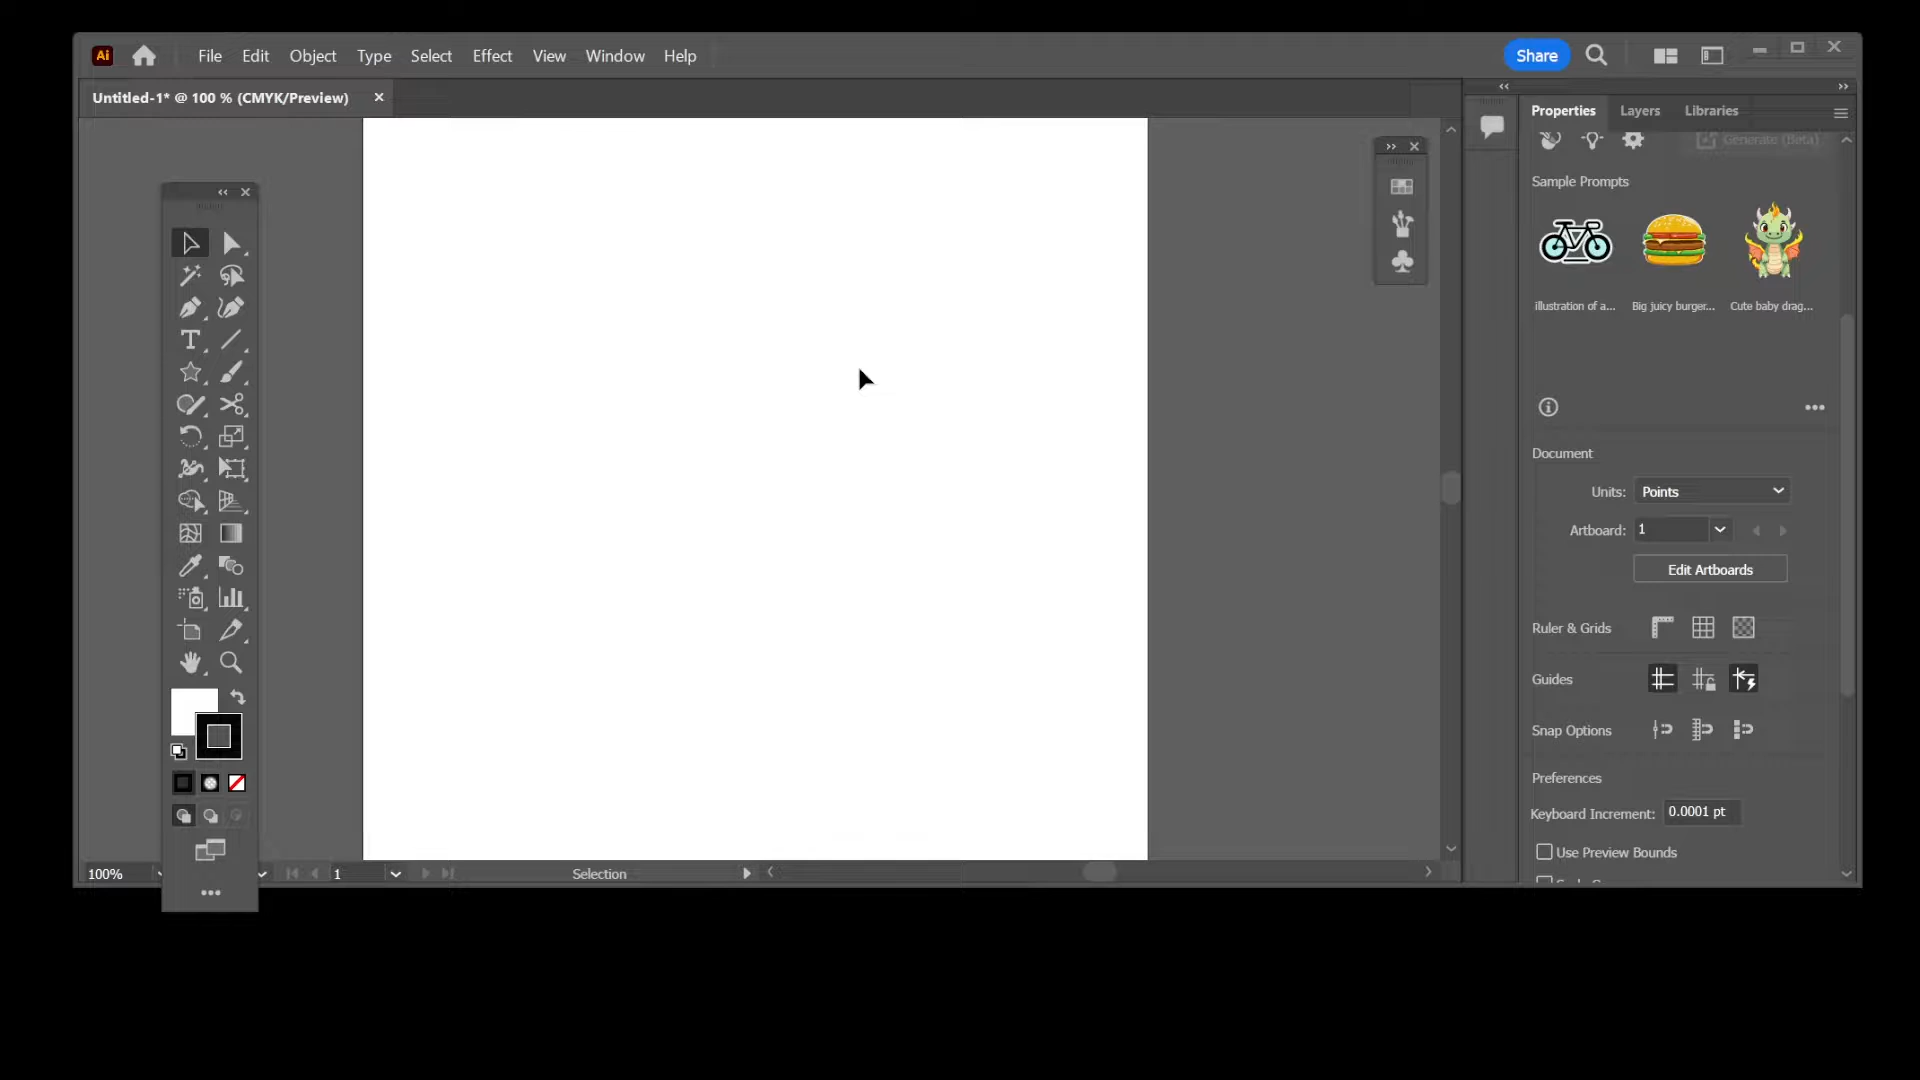 Ai File Edit Object Type Select Effect View Window Help Share
Untitled-1* @ 100 % (CMYK/Preview)
Properties Layers Libraries
Generate (Beta)
Sample Prompts
illustration of a... Big juicy burger... Cute baby drag...
Document
Units: Points
Artboard: 1
Edit Artboards
Ruler & Grids
Guides
Snap Options
Preferences
Keyboard Increment: 0.0001 pt
Use Preview Bounds
100% 1 Selection